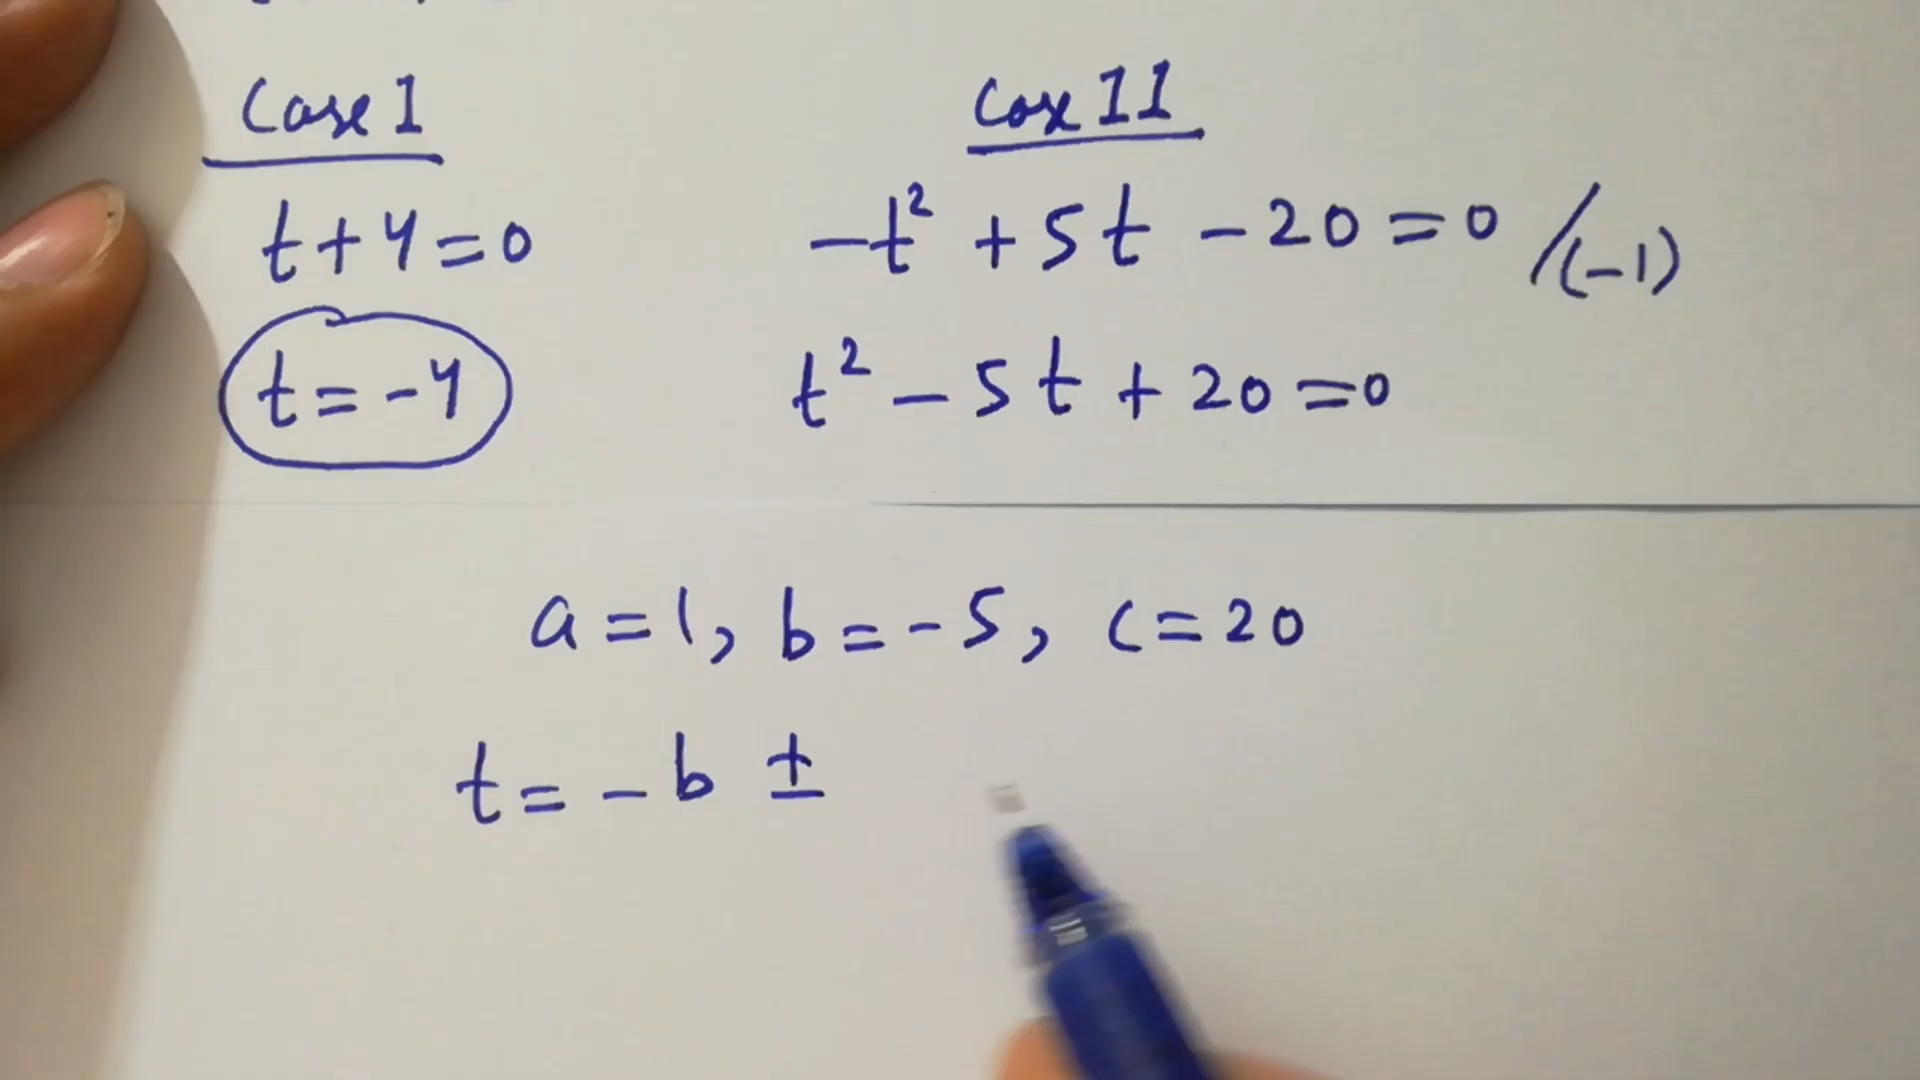 Case I
t+4=0
t=-4
Case II
-t² + 5t - 20 = 0 /(-1)
t² - 5t + 20 = 0
a=1, b=-5, c=20
t = -b ±